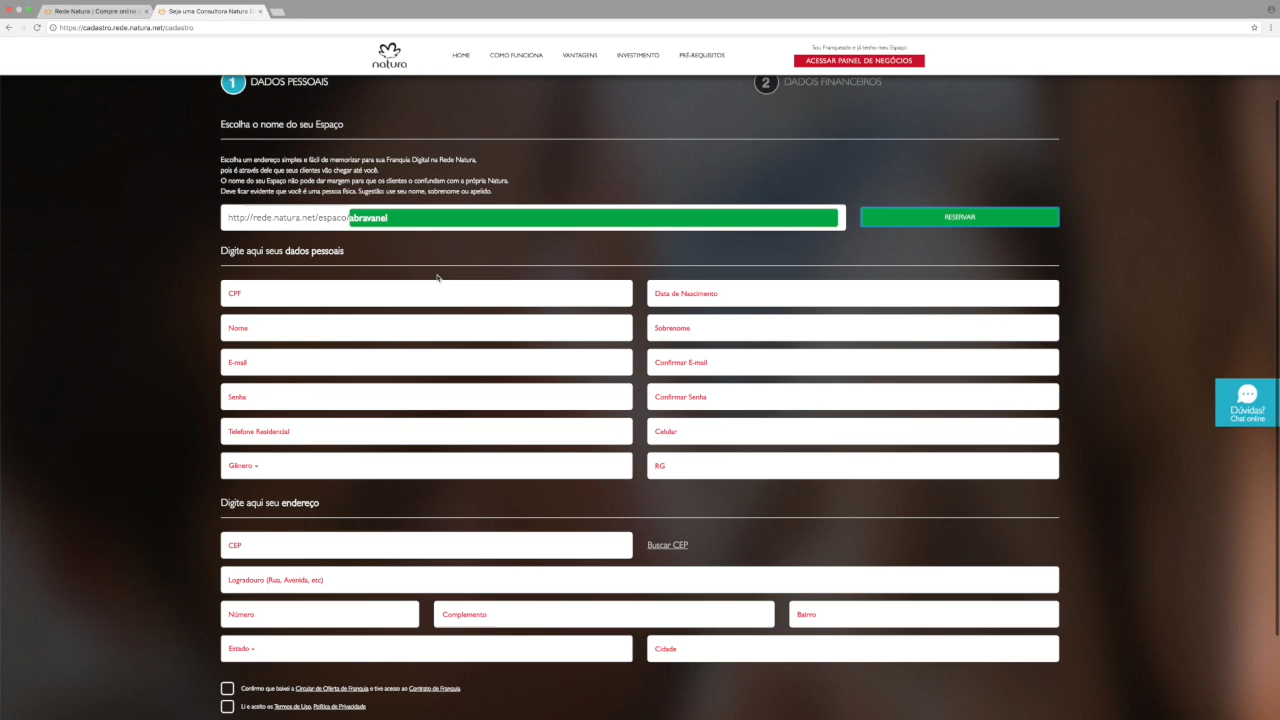 Rede Natura | Compre online
Seja uma Consultora Natura D
https://cadastro.rede.natura.net/cadastro
natura
HOME
COMO FUNCIONA
VANTAGENS
INVESTIMENTO
PRÉ-REQUISITOS
Sou Franqueado e já tenho meu Espaço
ACESSAR PAINEL DE NEGÓCIOS
1 DADOS PESSOAIS
2 DADOS FINANCEIROS
Escolha o nome do seu Espaço
Escolha um endereço simples e fácil de memorizar para sua Franquia Digital na Rede Natura,
pois é através dele que seus clientes vão chegar até você.
O nome do seu Espaço não pode dar margem para que os clientes o confundam com a própria Natura.
Deve ficar evidente que você é uma pessoa física. Sugestão: use seu nome, sobrenome ou apelido.
http://rede.natura.net/espaco/abravanel
RESERVAR
Digite aqui seus dados pessoais
CPF
Data de Nascimento
Nome
Sobrenome
E-mail
Confirmar E-mail
Senha
Confirmar Senha
Telefone Residencial
Celular
Gênero
RG
Dúvidas?
Chat online
Digite aqui seu endereço
CEP
Buscar CEP
Logradouro (Rua, Avenida, etc)
Número
Complemento
Bairro
Estado
Cidade
Confirmo que baixei a Circular de Oferta de Franquia e tive acesso ao Contrato de Franquia
Li e aceito os Termos de Uso, Política de Privacidade